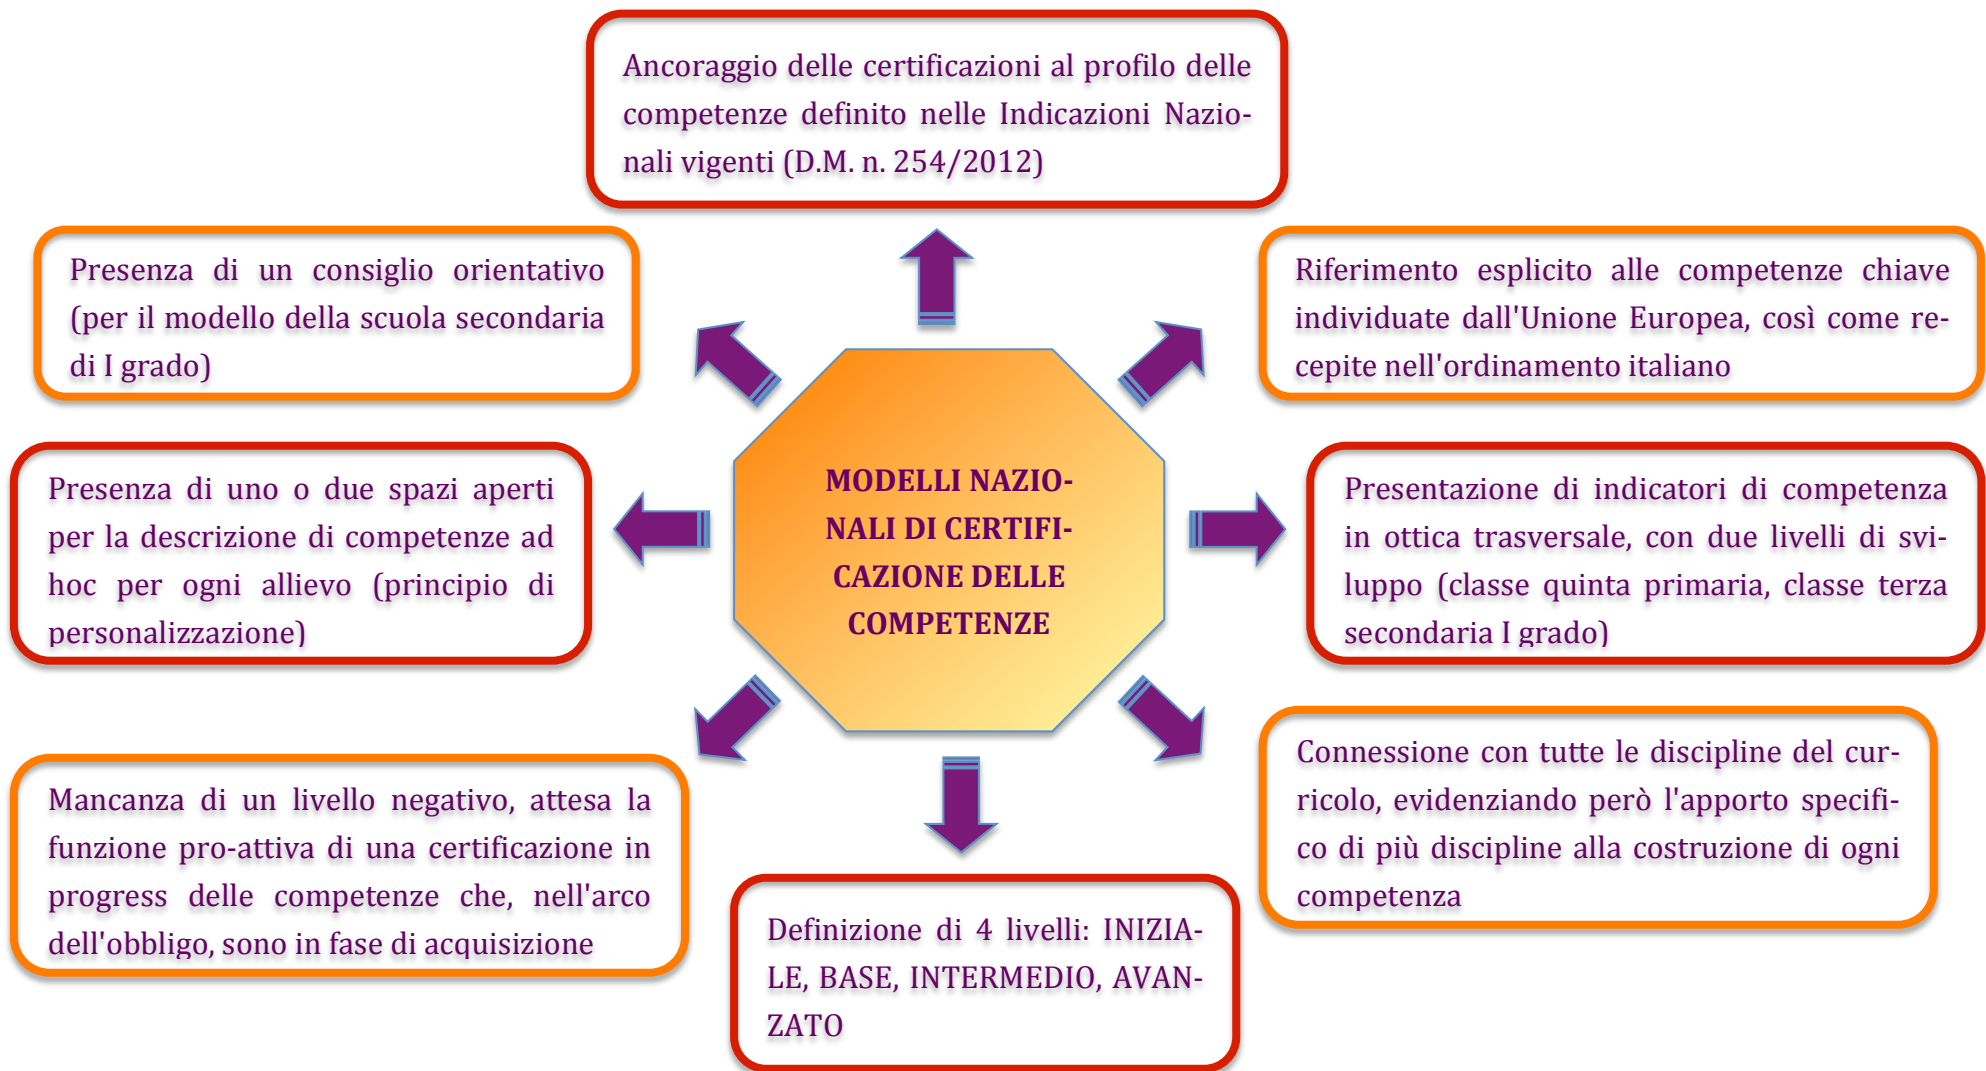 Ancoraggio delle certificazioni al profilo delle
competenze definito nelle Indicazioni Nazio-
nali vigenti (D.M. n. 254/2012)
Presenza di un consiglio orientativo
(per il modello della scuola secondaria
di I grado)
Riferimento esplicito alle competenze chiave
individuate dall'Unione Europea, così come re-
cepite nell'ordinamento italiano
Presenza di uno o due spazi aperti
per la descrizione di competenze ad
hoc per ogni allievo (principio di
personalizzazione)
MODELLI NAZIO-
NALI DI CERTIFI-
CAZIONE DELLE
COMPETENZE
Presentazione di indicatori di competenza
in ottica trasversale, con due livelli di svi-
luppo (classe quinta primaria, classe terza
secondaria I grado)
Mancanza di un livello negativo, attesa la
funzione pro-attiva di una certificazione in
progress delle competenze che, nell'arco
dell'obbligo, sono in fase di acquisizione
Connessione con tutte le discipline del cur-
ricolo, evidenziando però l'apporto specifi-
co di più discipline alla costruzione di ogni
competenza
Definizione di 4 livelli: INIZIA-
LE, BASE, INTERMEDIO, AVAN-
ZATO